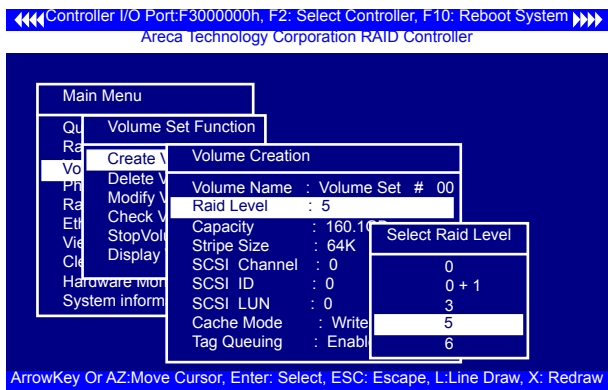 Controller I/O Port:F3000000h, F2: Select Controller, F10: Reboot System
Areca Technology Corporation RAID Controller
Main Menu
Volume Set Function
Create
Delete
Modify
Check
Display
Hardware
System inform
Volume Creation
Volume Name : Volume Set # 00
Raid Level : 5
Capacity : 160.1
Stripe Size : 64K
SCSI Channel : 0
SCSI ID : 0
SCSI LUN : 0
Cache Mode : Write
Tag Queuing : Enabl
Select Raid Level
0
0 + 1
3
5
6
ArrowKey Or AZ:Move Cursor, Enter: Select, ESC: Escape, L:Line Draw, X: Redraw